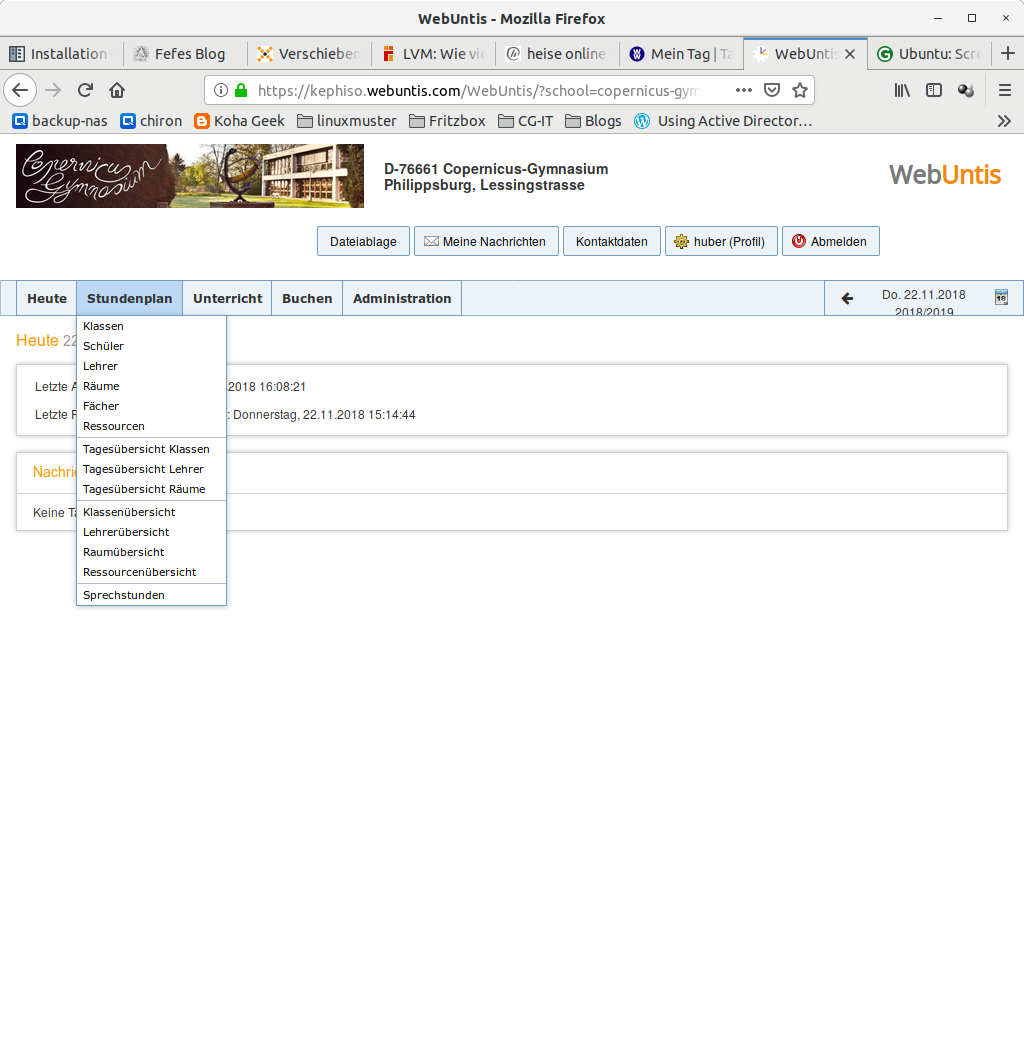 WebUntis - Mozilla Firefox
Installation
Fefes Blog
Verschieben
LVM: Wie vie
heise online
Mein Tag | Ta
WebUntis
Ubuntu: Scre
https://kephiso.webuntis.com/WebUntis/?school=copernicus-gym
backup-nas
chiron
Koha Geek
linuxmuster
Fritzbox
CG-IT
Blogs
Using Active Director…
Copernicus
Gymnasium
D-76661 Copernicus-Gymnasium
Philippsburg, Lessingstrasse
WebUntis
Dateiablage
Meine Nachrichten
Kontaktdaten
huber (Profil)
Abmelden
Heute
Stundenplan
Unterricht
Buchen
Administration
Do. 22.11.2018
2018/2019
Heute 22
Klassen
Schüler
Lehrer
Räume
Fächer
Ressourcen
Tagesübersicht Klassen
Tagesübersicht Lehrer
Tagesübersicht Räume
Klassenübersicht
Lehrerübersicht
Raumübersicht
Ressourcenübersicht
Sprechstunden
Letzte A
2018 16:08:21
Letzte
: Donnerstag, 22.11.2018 15:14:44
Nachri
Keine Ta